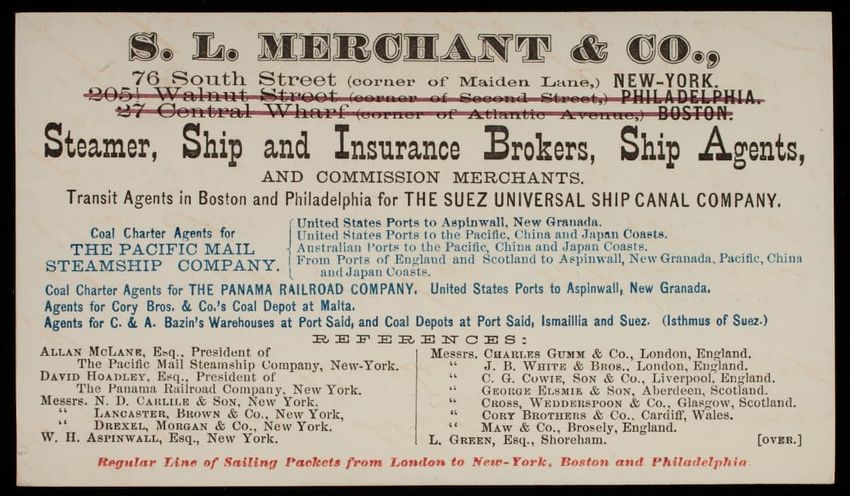 S. L. MERCHANT & CO.,
76 South Street (corner of Maiden Lane,) NEW-YORK.
205½ Walnut Street (corner of Second Street,) PHILADELPHIA.
27 Central Wharf (corner of Atlantic Avenue,) BOSTON.
Steamer, Ship and Insurance Brokers, Ship Agents,
AND COMMISSION MERCHANTS.
Transit Agents in Boston and Philadelphia for THE SUEZ UNIVERSAL SHIP CANAL COMPANY.
Coal Charter Agents for
THE PACIFIC MAIL
STEAMSHIP COMPANY.
United States Ports to Aspinwall, New Granada.
United States Ports to the Pacific, China and Japan Coasts.
Australian Ports to the Pacific, China and Japan Coasts.
From Ports of England and Scotland to Aspinwall, New Granada, Pacific, China
and Japan Coasts.
Coal Charter Agents for THE PANAMA RAILROAD COMPANY. United States Ports to Aspinwall, New Granada.
Agents for Cory Bros. & Co.'s Coal Depot at Malta.
Agents for C. & A. Bazin's Warehouses at Port Said, and Coal Depots at Port Said, Ismaillia and Suez. (Isthmus of Suez.)
REFERENCES:
ALLAN MCLANE, Esq., President of
The Pacific Mail Steamship Company, New-York.
DAVID HOADLEY, Esq., President of
The Panama Railroad Company, New York.
Messrs. N. D. CARLILE & SON, New York.
" LANCASTER, BROWN & Co., New York,
" DREXEL, MORGAN & Co., New York.
W. H. ASPINWALL, Esq., New York.
Messrs. CHARLES GUMM & Co., London, England.
" J. B. WHITE & BROS., London, England.
" C. G. COWIE, SON & Co., Liverpool, England.
" GEORGE ELSMIE & SON, Aberdeen, Scotland.
" CROSS, WEDDERSPOON & Co., Glasgow, Scotland.
" CORY BROTHERS & Co., Cardiff, Wales.
" MAW & Co., Brosely, England.
L. GREEN, Esq., Shoreham. [OVER.]
Regular Line of Sailing Packets from London to New-York, Boston and Philadelphia